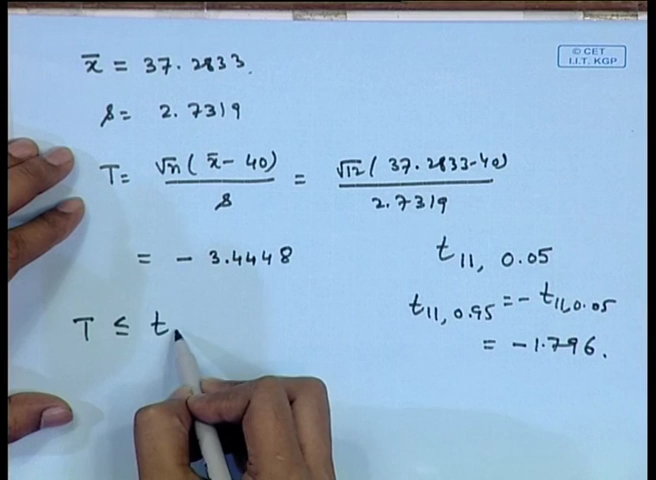 © CET
I.I.T. KGP
x̄ = 37.2833.
s = 2.7319
T = √n ( x̄ - 40) / s = √12 ( 37.2833-40) / 2.7319
= - 3.4448
t₁₁, ₀.₀₅
t₁₁, ₀.₉₅ = - t₁₁, ₀.₀₅
= -1.796.
T ≤ t